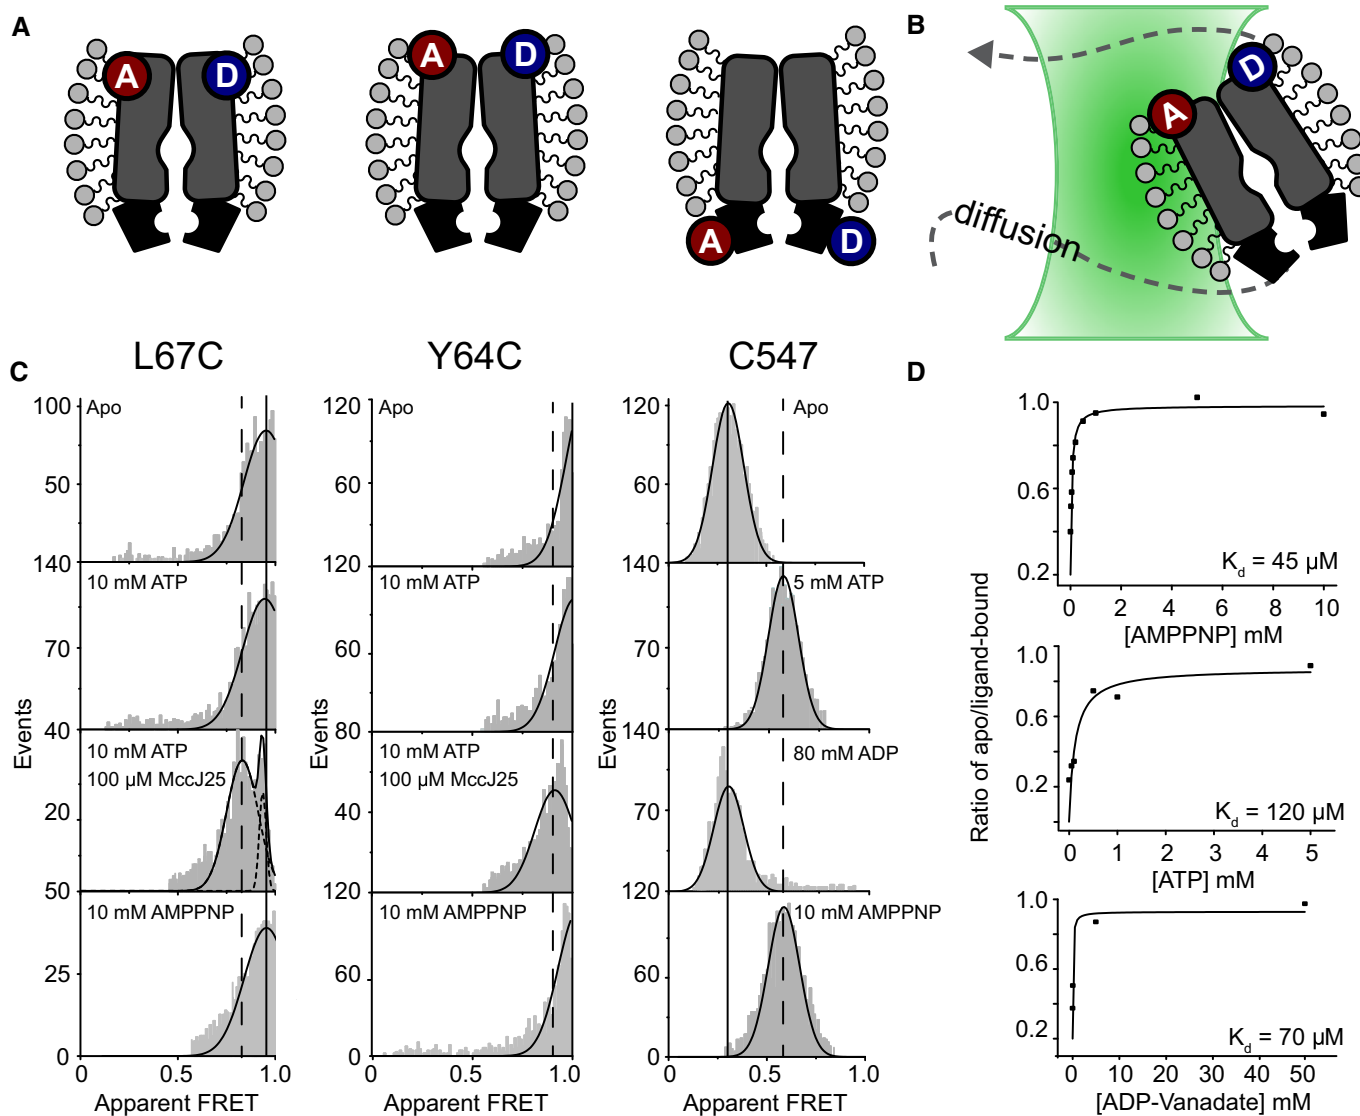 A
A D
A D
A D
B
A D
diffusion
L67C
Y64C
C547
C
Events
100
50
140
70
40
20
50
25
0
Apo
10 mM ATP
10 mM ATP
100 µM MccJ25
10 mM AMPPNP
0 0.5 1.0
Apparent FRET
120
60
120
60
80
40
120
60
0
Apo
10 mM ATP
10 mM ATP
100 µM MccJ25
10 mM AMPPNP
0 0.5 1.0
Apparent FRET
Events
120
60
140
70
140
70
120
60
0
Apo
5 mM ATP
80 mM ADP
10 mM AMPPNP
0 0.5 1.0
Apparent FRET
D
Ratio of apo/ligand-bound
1.0
0.6
0.2
Kd = 45 µM
0 2 4 6 8 10
[AMPPNP] mM
1.0
0.6
0.2
Kd = 120 µM
0 1 2 3 4 5
[ATP] mM
1.0
0.6
0.2
Kd = 70 µM
0 10 20 30 40 50
[ADP-Vanadate] mM